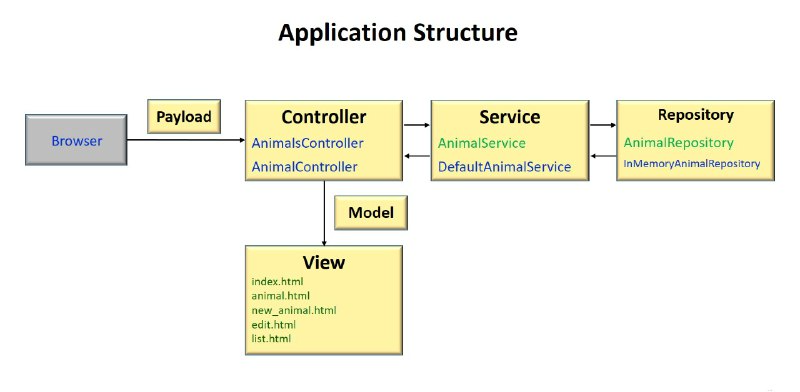 Application Structure
Browser
Payload
Controller
AnimalsController
AnimalController
Service
AnimalService
DefaultAnimalService
Repository
AnimalRepository
InMemoryAnimalRepository
Model
View
index.html
animal.html
new_animal.html
edit.html
list.html